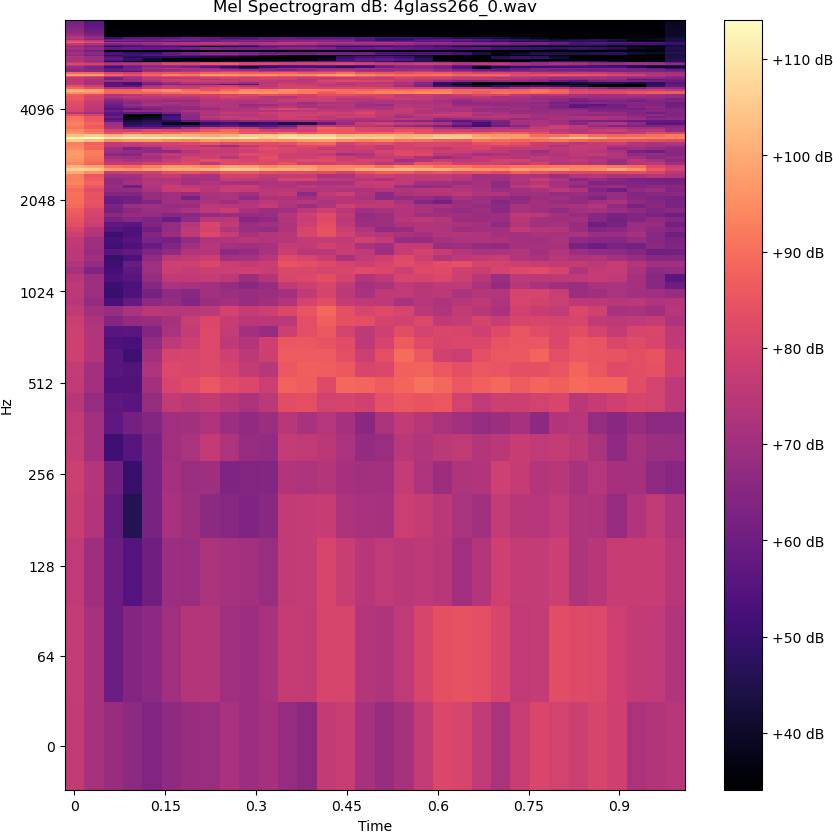 Mel Spectrogram dB: 4glass266_0.wav
+110 dB
+100 dB
+90 dB
+80 dB
+70 dB
+60 dB
+50 dB
+40 dB
Hz
4096
2048
1024
512
256
128
64
0
0
0.15
0.3
0.45
0.6
0.75
0.9
Time